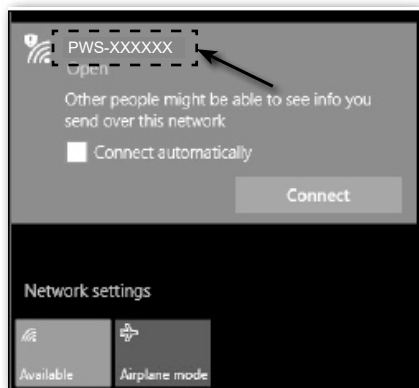 PWS-XXXXXX
Open
Other people might be able to see info you
send over this network
Connect automatically
Connect
Network settings
Available
Airplane mode